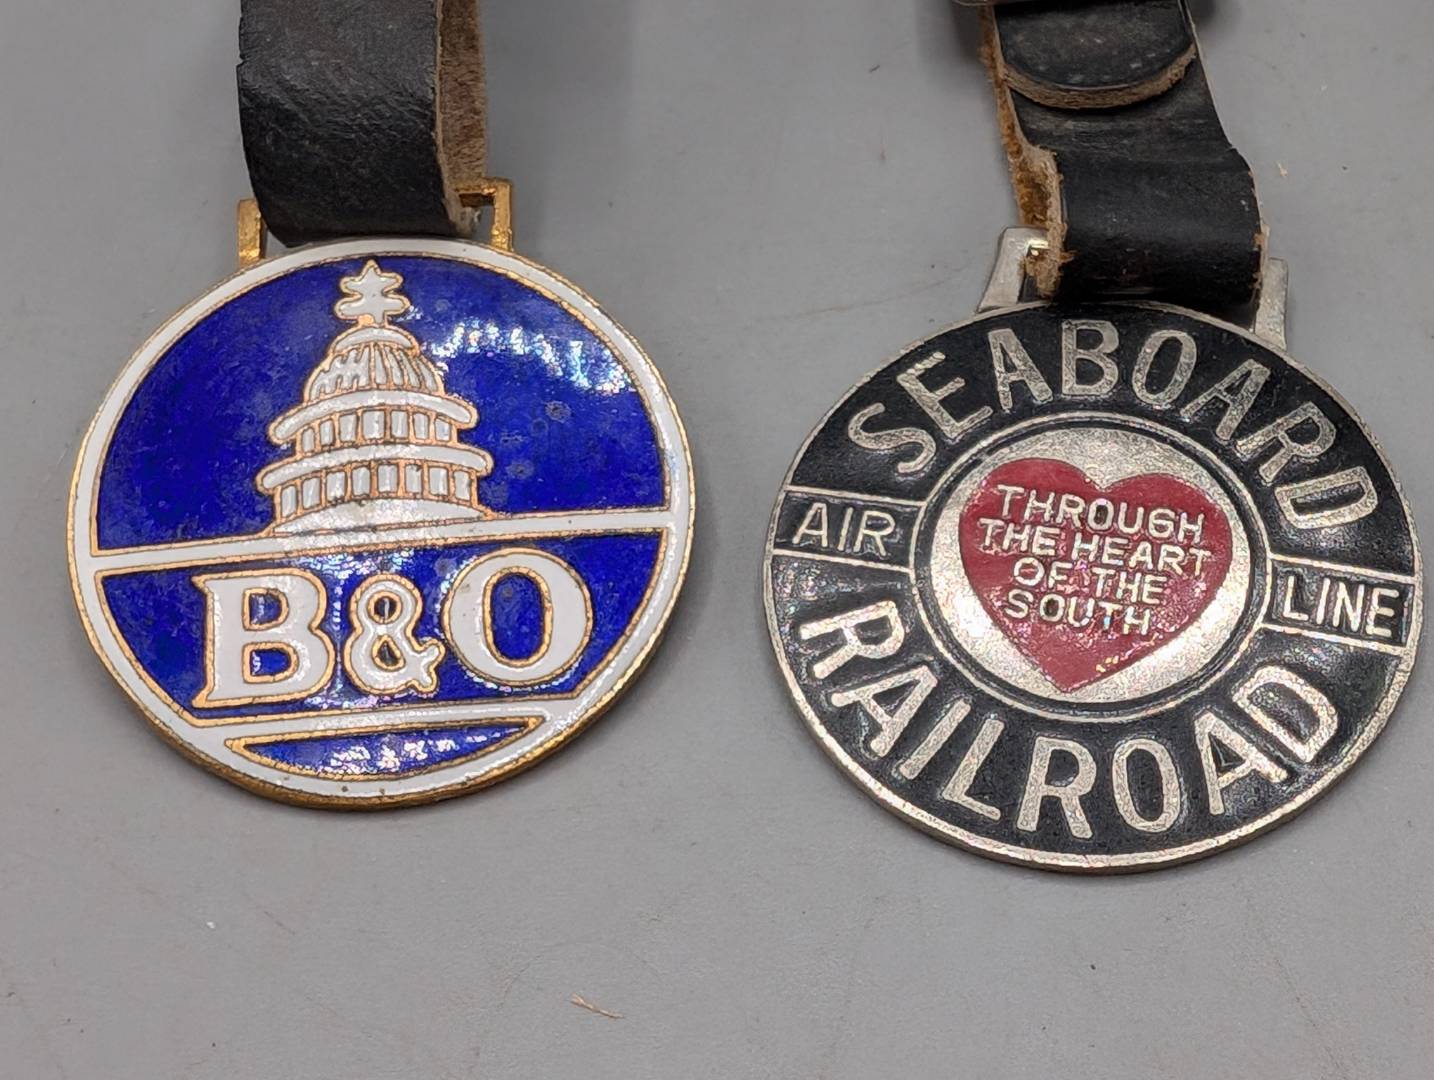 B&O
SEABOARD
AIR LINE
RAILROAD
THROUGH
THE HEART
OF THE
SOUTH